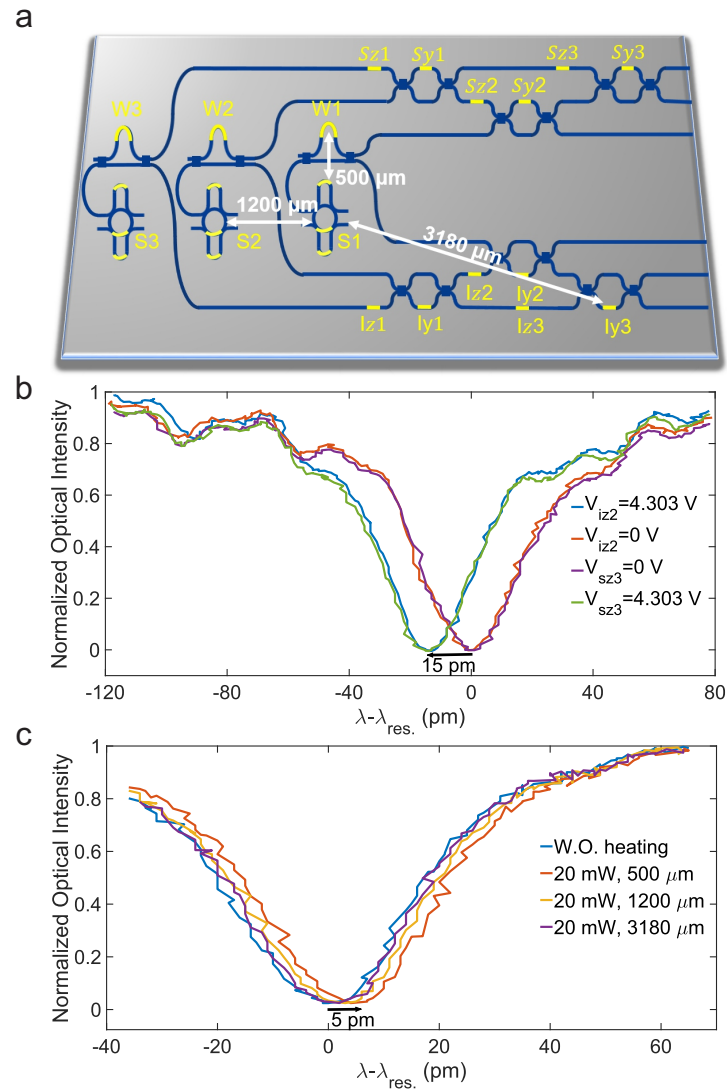 a
Sz1 Sy1 Sz3 Sy3
Sz2 Sy2
W3 W2 W1
500 μm
1200 μm
S3 S2 S1
3180 μm
Iz2 Iy2
Iz1 Iy1 Iz3 Iy3
b
Normalized Optical Intensity
1
0.8
0.6
0.4
0.2
0
V_iz2=4.303 V
V_iz2=0 V
V_sz3=0 V
V_sz3=4.303 V
15 pm
-120 -80 -40 0 40 80
λ-λ_res. (pm)
c
Normalized Optical Intensity
1
0.8
0.6
0.4
0.2
0
W.O. heating
20 mW, 500 μm
20 mW, 1200 μm
20 mW, 3180 μm
5 pm
-40 -20 0 20 40 60
λ-λ_res. (pm)